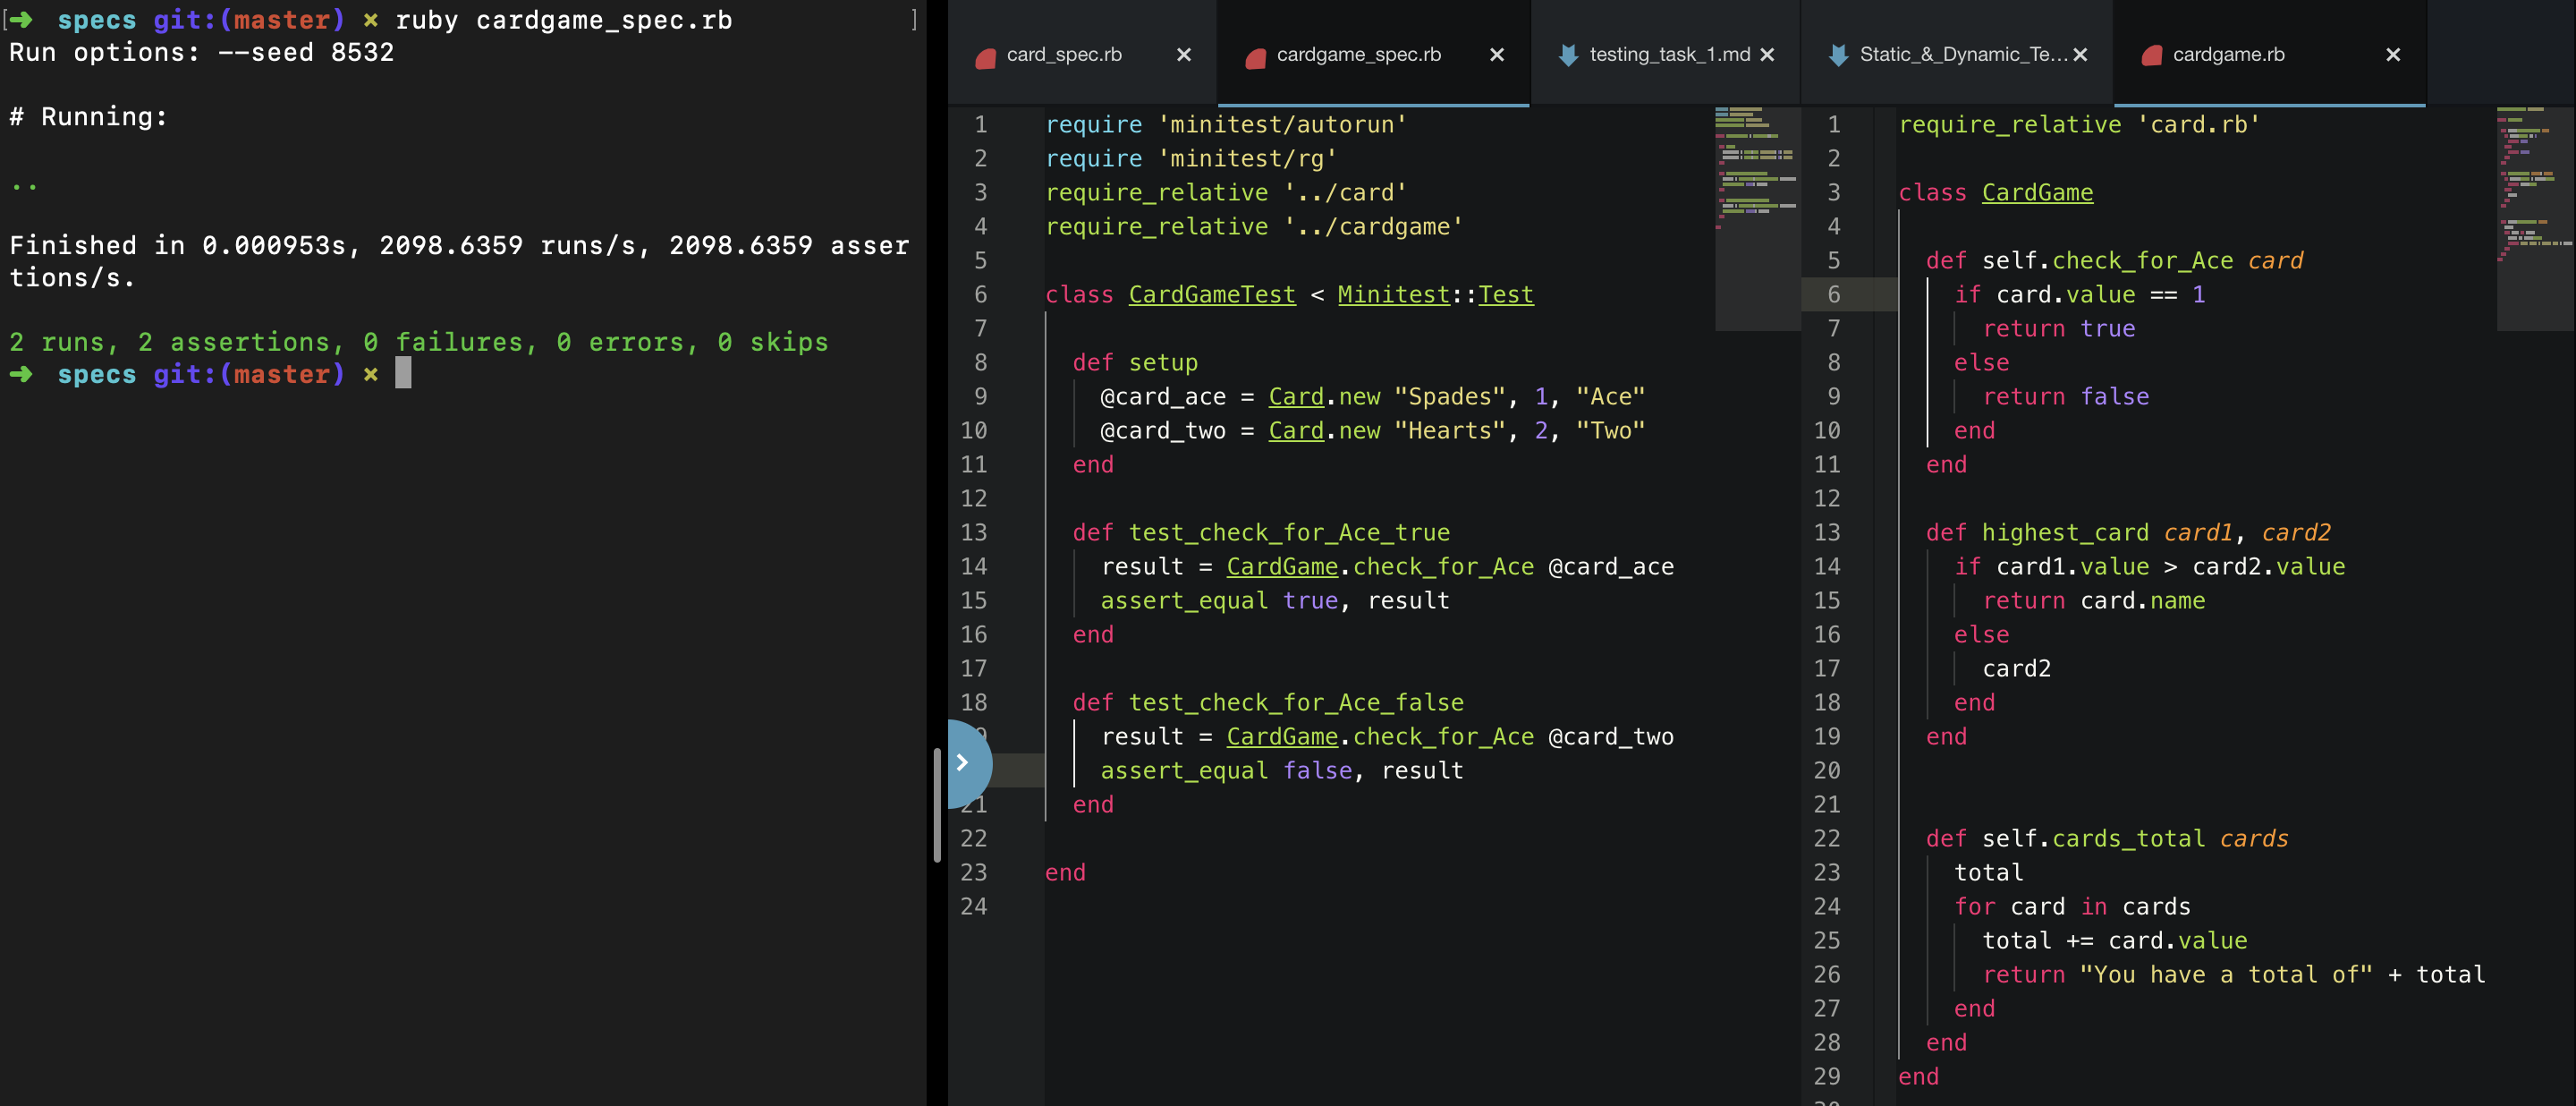 [➜ specs git:(master) ✗ ruby cardgame_spec.rb ]
Run options: --seed 8532
# Running:
..
Finished in 0.000953s, 2098.6359 runs/s, 2098.6359 asser
tions/s.
2 runs, 2 assertions, 0 failures, 0 errors, 0 skips
➜ specs git:(master) ✗
card_spec.rb ×
cardgame_spec.rb ×
testing_task_1.md ×
1 require 'minitest/autorun'
2 require 'minitest/rg'
3 require_relative '../card'
4 require_relative '../cardgame'
5
6 class CardGameTest < Minitest::Test
7
8 def setup
9 @card_ace = Card.new "Spades", 1, "Ace"
10 @card_two = Card.new "Hearts", 2, "Two"
11 end
12
13 def test_check_for_Ace_true
14 result = CardGame.check_for_Ace @card_ace
15 assert_equal true, result
16 end
17
18 def test_check_for_Ace_false
result = CardGame.check_for_Ace @card_two
assert_equal false, result
21 end
22
23 end
24
Static_&_Dynamic_Te... ×
cardgame.rb ×
1 require_relative 'card.rb'
2
3 class CardGame
4
5 def self.check_for_Ace card
6 if card.value == 1
7 return true
8 else
9 return false
10 end
11 end
12
13 def highest_card card1, card2
14 if card1.value > card2.value
15 return card.name
16 else
17 card2
18 end
19 end
20
21
22 def self.cards_total cards
23 total
24 for card in cards
25 total += card.value
26 return "You have a total of" + total
27 end
28 end
29 end